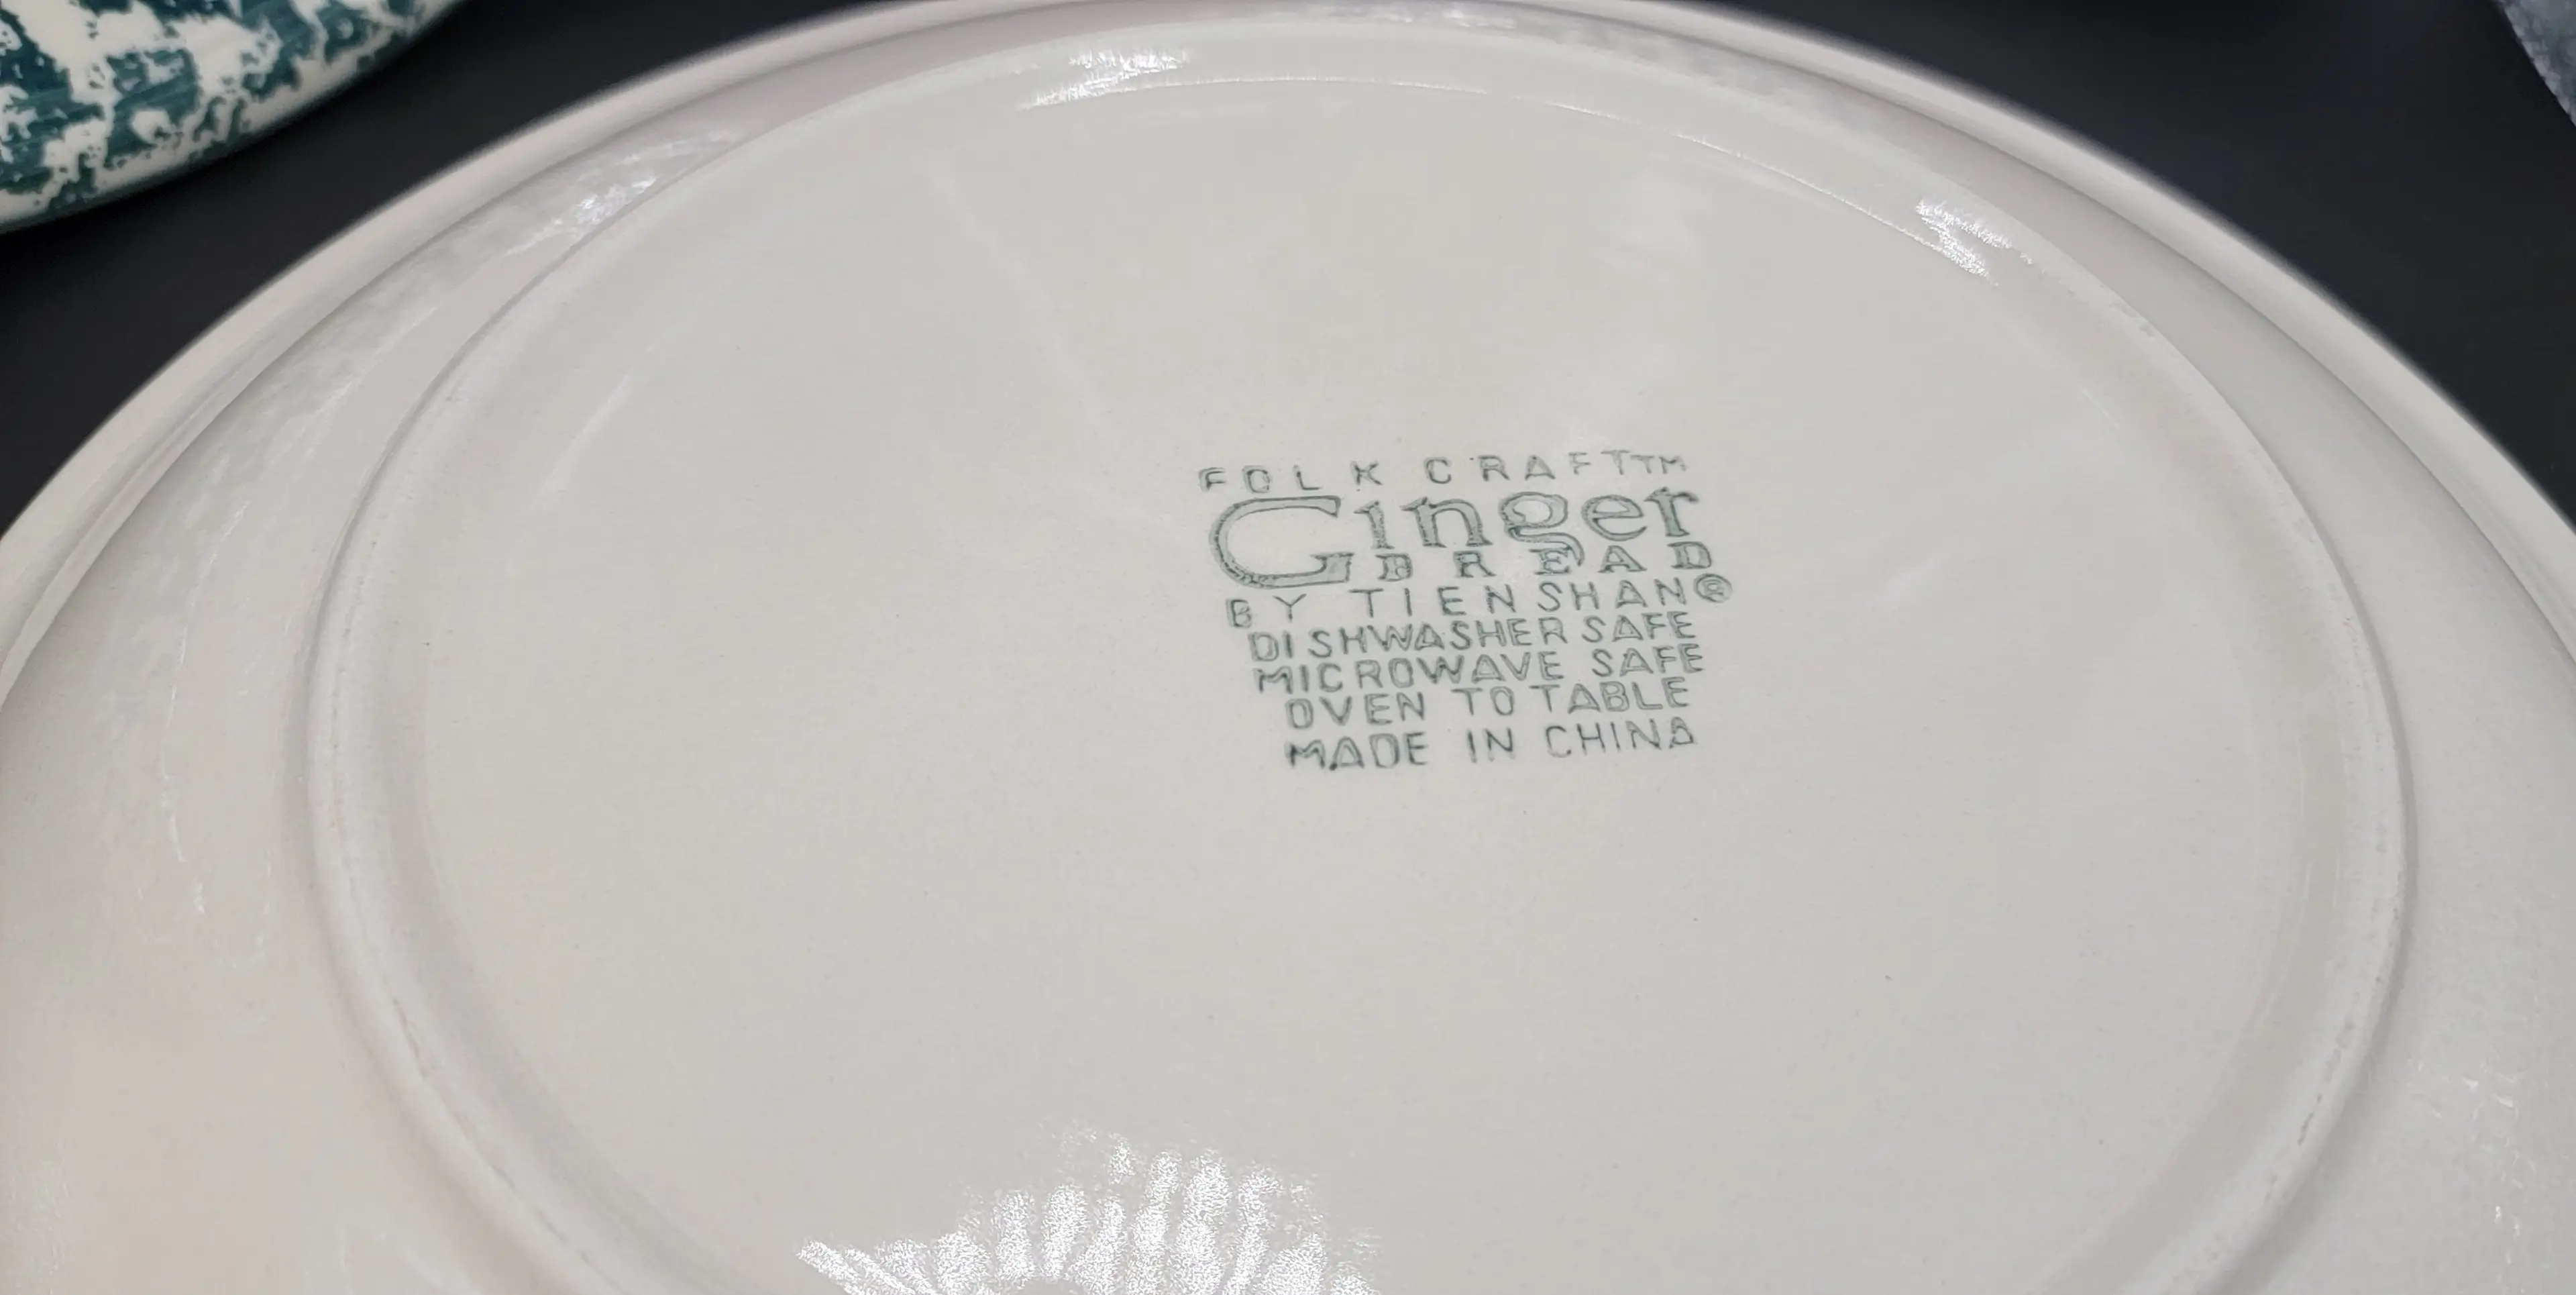 FOLK CRAFT™
Ginger
BREAD
BY TIENSHAN®
DISHWASHER SAFE
MICROWAVE SAFE
OVEN TO TABLE
MADE IN CHINA